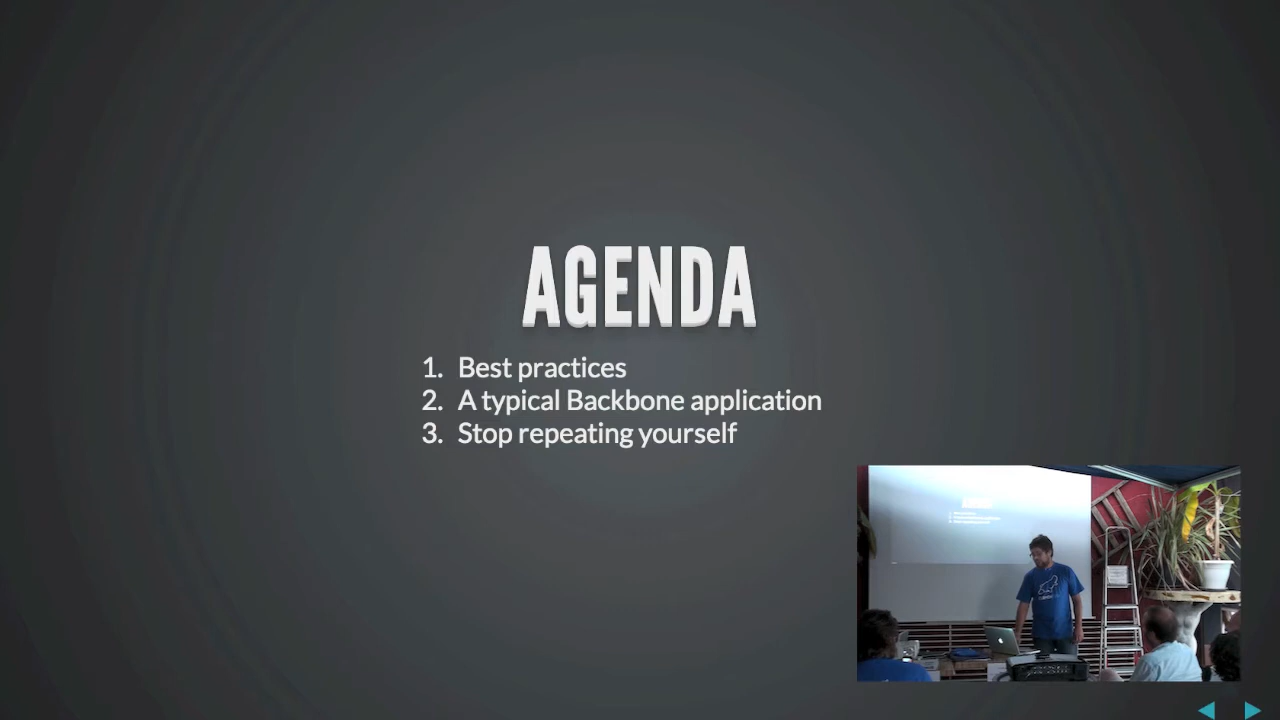 AGENDA
1. Best practices
2. A typical Backbone application
3. Stop repeating yourself